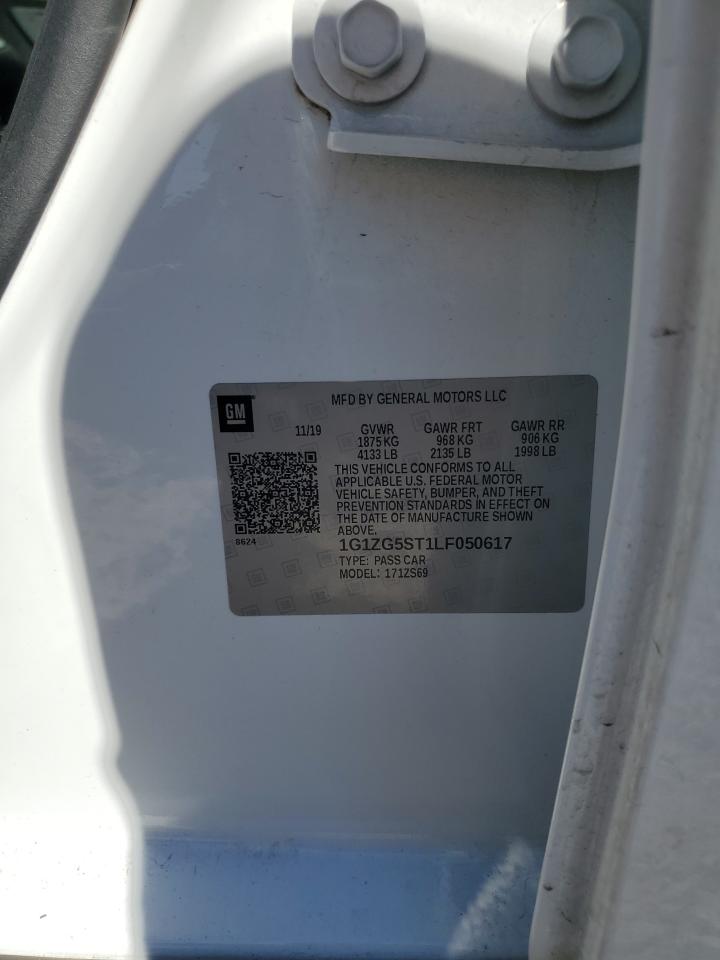 GM
MFD BY GENERAL MOTORS LLC
11/19 GVWR GAWR FRT GAWR RR
1875 KG 968 KG 906 KG
4133 LB 2135 LB 1998 LB
THIS VEHICLE CONFORMS TO ALL
APPLICABLE U.S. FEDERAL MOTOR
VEHICLE SAFETY, BUMPER, AND THEFT
PREVENTION STANDARDS IN EFFECT ON
THE DATE OF MANUFACTURE SHOWN
ABOVE.
8624
1G1ZG5ST1LF050617
TYPE: PASS CAR
MODEL: 171ZS69